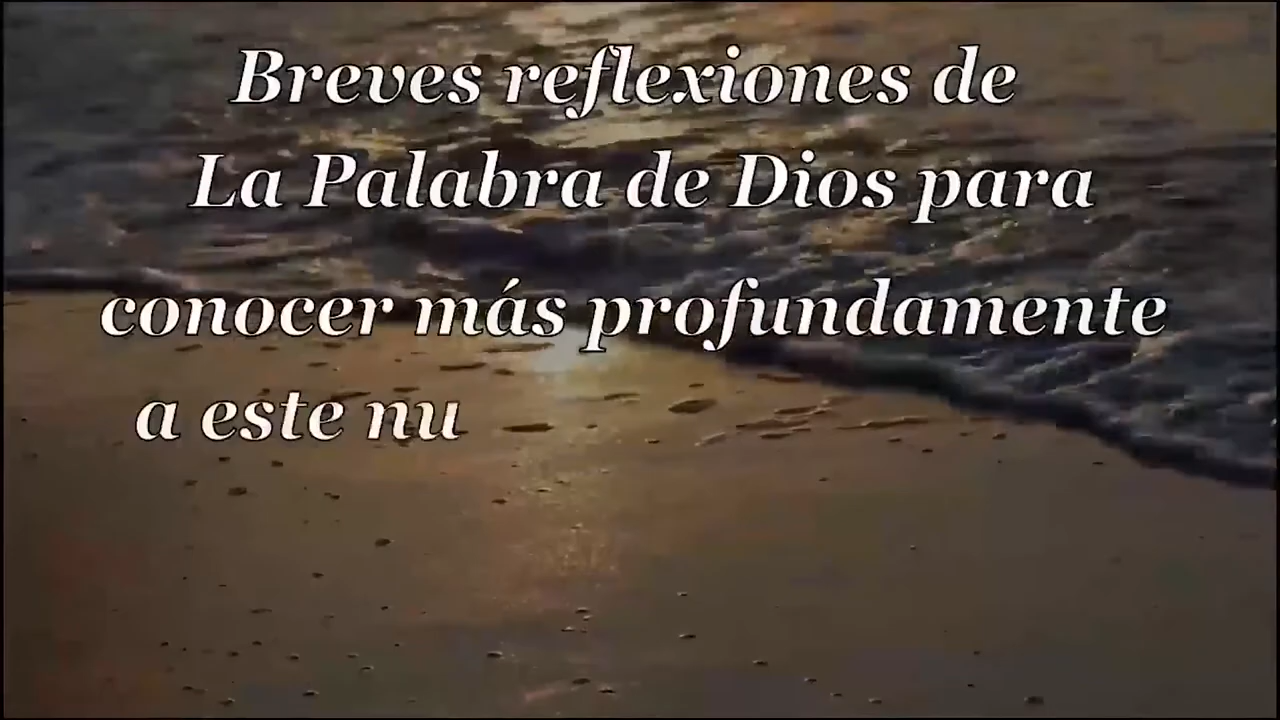 Breves reflexiones de
La Palabra de Dios para
conocer más profundamente
a este nu